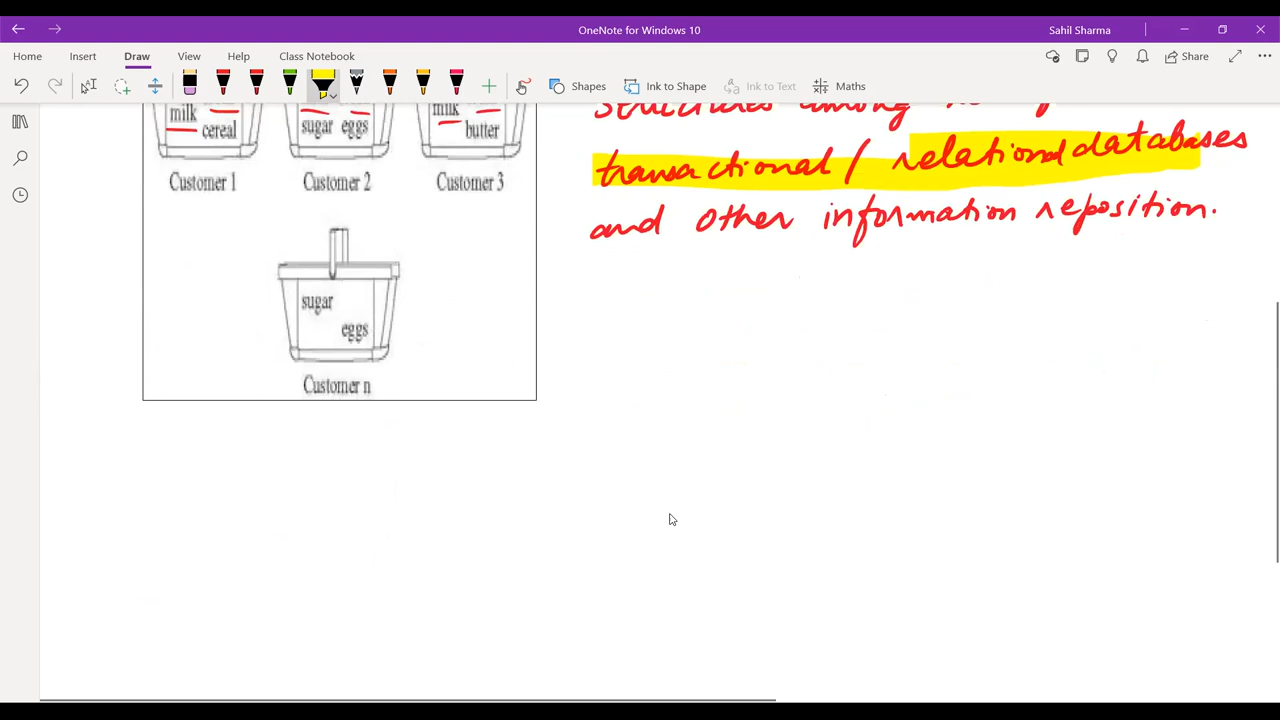 OneNote for Windows 10
Sahil Sharma
Home Insert Draw View Help Class Notebook
Share
Shapes Ink to Shape Ink to Text Maths
milk
cereal
sugar eggs
milk
butter
Customer 1 Customer 2 Customer 3
sugar
eggs
Customer n
structures among
transactional / relational databases
and other information reposition.